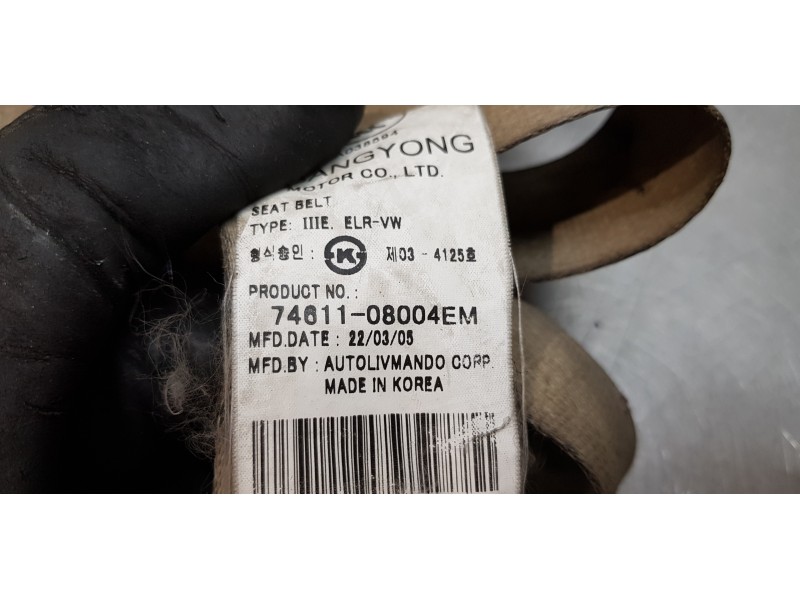 038584
ANGYONG
MOTOR CO., LTD.
SEAT BELT
TYPE: IIIE, ELR-VW
형식승인 : K 제03 - 4125호
PRODUCT NO. :
74611-08004EM
MFD.DATE : 22/03/05
MFD.BY : AUTOLIVMANDO CORP.
MADE IN KOREA